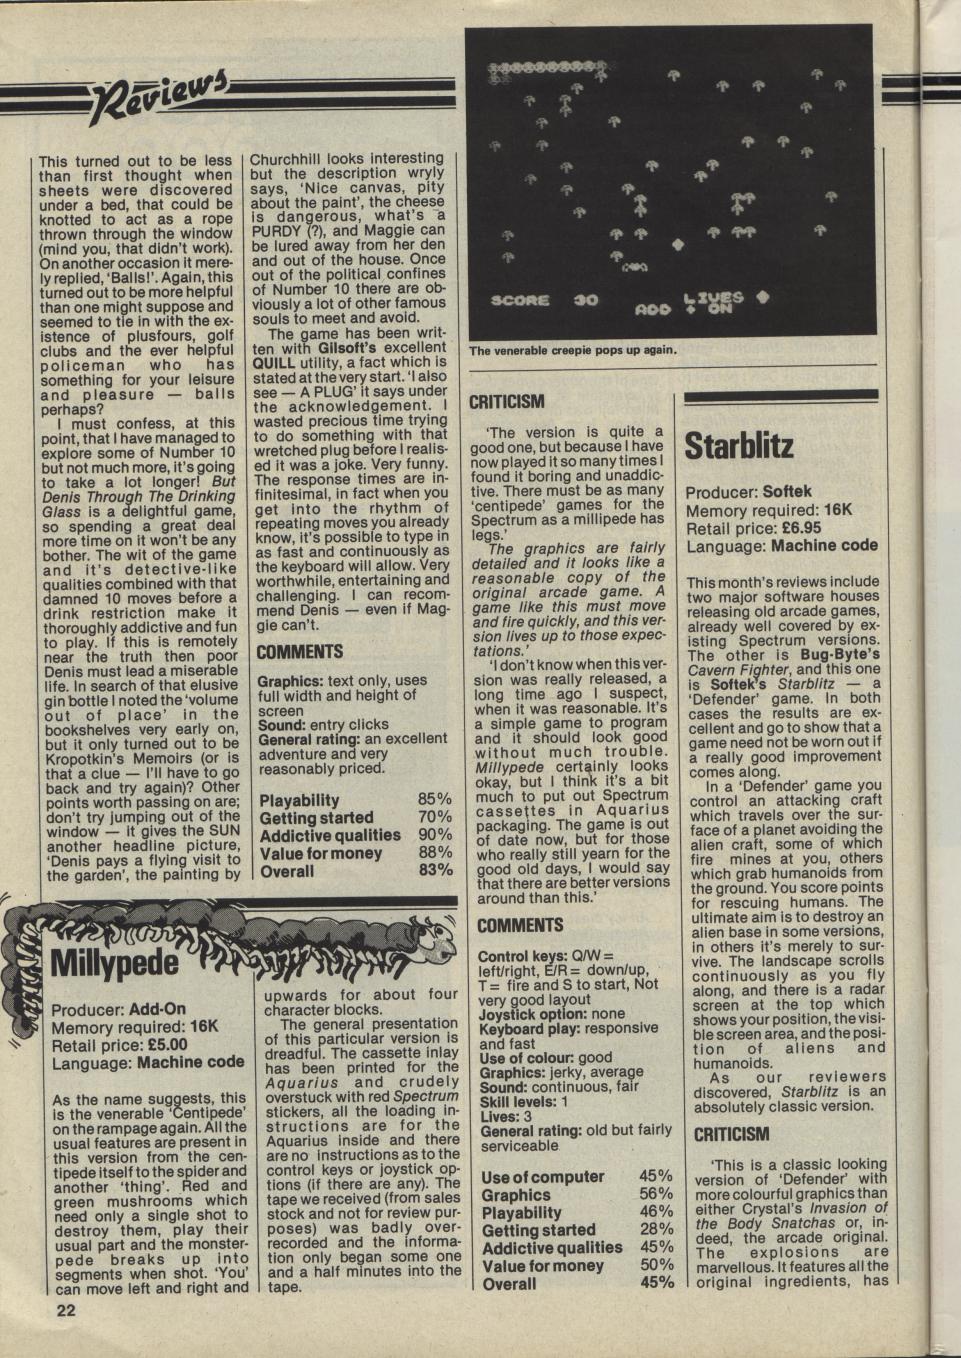 Reviews
This turned out to be less
than first thought when
sheets were discovered
under a bed, that could be
knotted to act as a rope
thrown through the window
(mind you, that didn't work).
On another occasion it mere-
ly replied, 'Balls!'. Again, this
turned out to be more helpful
than one might suppose and
seemed to tie in with the ex-
istence of plusfours, golf
clubs and the ever helpful
policeman who has
something for your leisure
and pleasure — balls
perhaps?
I must confess, at this
point, that I have managed to
explore some of Number 10
but not much more, it's going
to take a lot longer! But
Denis Through The Drinking
Glass is a delightful game,
so spending a great deal
more time on it won't be any
bother. The wit of the game
and it's detective-like
qualities combined with that
damned 10 moves before a
drink restriction make it
thoroughly addictive and fun
to play. If this is remotely
near the truth then poor
Denis must lead a miserable
life. In search of that elusive
gin bottle I noted the 'volume
out of place' in the
bookshelves very early on,
but it only turned out to be
Kropotkin's Memoirs (or is
that a clue — I'll have to go
back and try again)? Other
points worth passing on are;
don't try jumping out of the
window — it gives the SUN
another headline picture,
'Denis pays a flying visit to
the garden', the painting by
Churchhill looks interesting
but the description wryly
says, 'Nice canvas, pity
about the paint', the cheese
is dangerous, what's a
PURDY (?), and Maggie can
be lured away from her den
and out of the house. Once
out of the political confines
of Number 10 there are ob-
viously a lot of other famous
souls to meet and avoid.
The game has been writ-
ten with Gilsoft's excellent
QUILL utility, a fact which is
stated at the very start. 'I also
see — A PLUG' it says under
the acknowledgement. I
wasted precious time trying
to do something with that
wretched plug before I realis-
ed it was a joke. Very funny.
The response times are in-
finitesimal, in fact when you
get into the rhythm of
repeating moves you already
know, it's possible to type in
as fast and continuously as
the keyboard will allow. Very
worthwhile, entertaining and
challenging. I can recom-
mend Denis — even if Mag-
gie can't.
COMMENTS
Graphics: text only, uses
full width and height of
screen
Sound: entry clicks
General rating: an excellent
adventure and very
reasonably priced.
Playability 85%
Getting started 70%
Addictive qualities 90%
Value for money 88%
Overall 83%
Millypede
Producer: Add-On
Memory required: 16K
Retail price: £5.00
Language: Machine code
As the name suggests, this
is the venerable 'Centipede'
on the rampage again. All the
usual features are present in
this version from the cen-
tipede itself to the spider and
another 'thing'. Red and
green mushrooms which
need only a single shot to
destroy them, play their
usual part and the monster-
pede breaks up into
segments when shot. 'You'
can move left and right and
upwards for about four
character blocks.
The general presentation
of this particular version is
dreadful. The cassette inlay
has been printed for the
Aquarius and crudely
overstuck with red Spectrum
stickers, all the loading in-
structions are for the
Aquarius inside and there
are no instructions as to the
control keys or joystick op-
tions (if there are any). The
tape we received (from sales
stock and not for review pur-
poses) was badly over-
recorded and the informa-
tion only began some one
and a half minutes into the
tape.
SCORE 30 LIVES
ADD + ON
The venerable creepie pops up again.
CRITICISM
'The version is quite a
good one, but because I have
now played it so many times I
found it boring and unaddic-
tive. There must be as many
'centipede' games for the
Spectrum as a millipede has
legs.'
The graphics are fairly
detailed and it looks like a
reasonable copy of the
original arcade game. A
game like this must move
and fire quickly, and this ver-
sion lives up to those expec-
tations.'
'I don't know when this ver-
sion was really released, a
long time ago I suspect,
when it was reasonable. It's
a simple game to program
and it should look good
without much trouble.
Millypede certainly looks
okay, but I think it's a bit
much to put out Spectrum
cassettes in Aquarius
packaging. The game is out
of date now, but for those
who really still yearn for the
good old days, I would say
that there are better versions
around than this.'
COMMENTS
Control keys: Q/W =
left/right, E/R = down/up,
T = fire and S to start, Not
very good layout
Joystick option: none
Keyboard play: responsive
and fast
Use of colour: good
Graphics: jerky, average
Sound: continuous, fair
Skill levels: 1
Lives: 3
General rating: old but fairly
serviceable
Use of computer 45%
Graphics 56%
Playability 46%
Getting started 28%
Addictive qualities 45%
Value for money 50%
Overall 45%
Starblitz
Producer: Softek
Memory required: 16K
Retail price: £6.95
Language: Machine code
This month's reviews include
two major software houses
releasing old arcade games,
already well covered by ex-
isting Spectrum versions.
The other is Bug-Byte's
Cavern Fighter, and this one
is Softek's Starblitz — a
'Defender' game. In both
cases the results are ex-
cellent and go to show that a
game need not be worn out if
a really good improvement
comes along.
In a 'Defender' game you
control an attacking craft
which travels over the sur-
face of a planet avoiding the
alien craft, some of which
fire mines at you, others
which grab humanoids from
the ground. You score points
for rescuing humans. The
ultimate aim is to destroy an
alien base in some versions,
in others it's merely to sur-
vive. The landscape scrolls
continuously as you fly
along, and there is a radar
screen at the top which
shows your position, the visi-
ble screen area, and the posi-
tion of aliens and
humanoids.
As our reviewers
discovered, Starblitz is an
absolutely classic version.
CRITICISM
'This is a classic looking
version of 'Defender' with
more colourful graphics than
either Crystal's Invasion of
the Body Snatchas or, in-
deed, the arcade original.
The explosions are
marvellous. It features all the
original ingredients, has
22